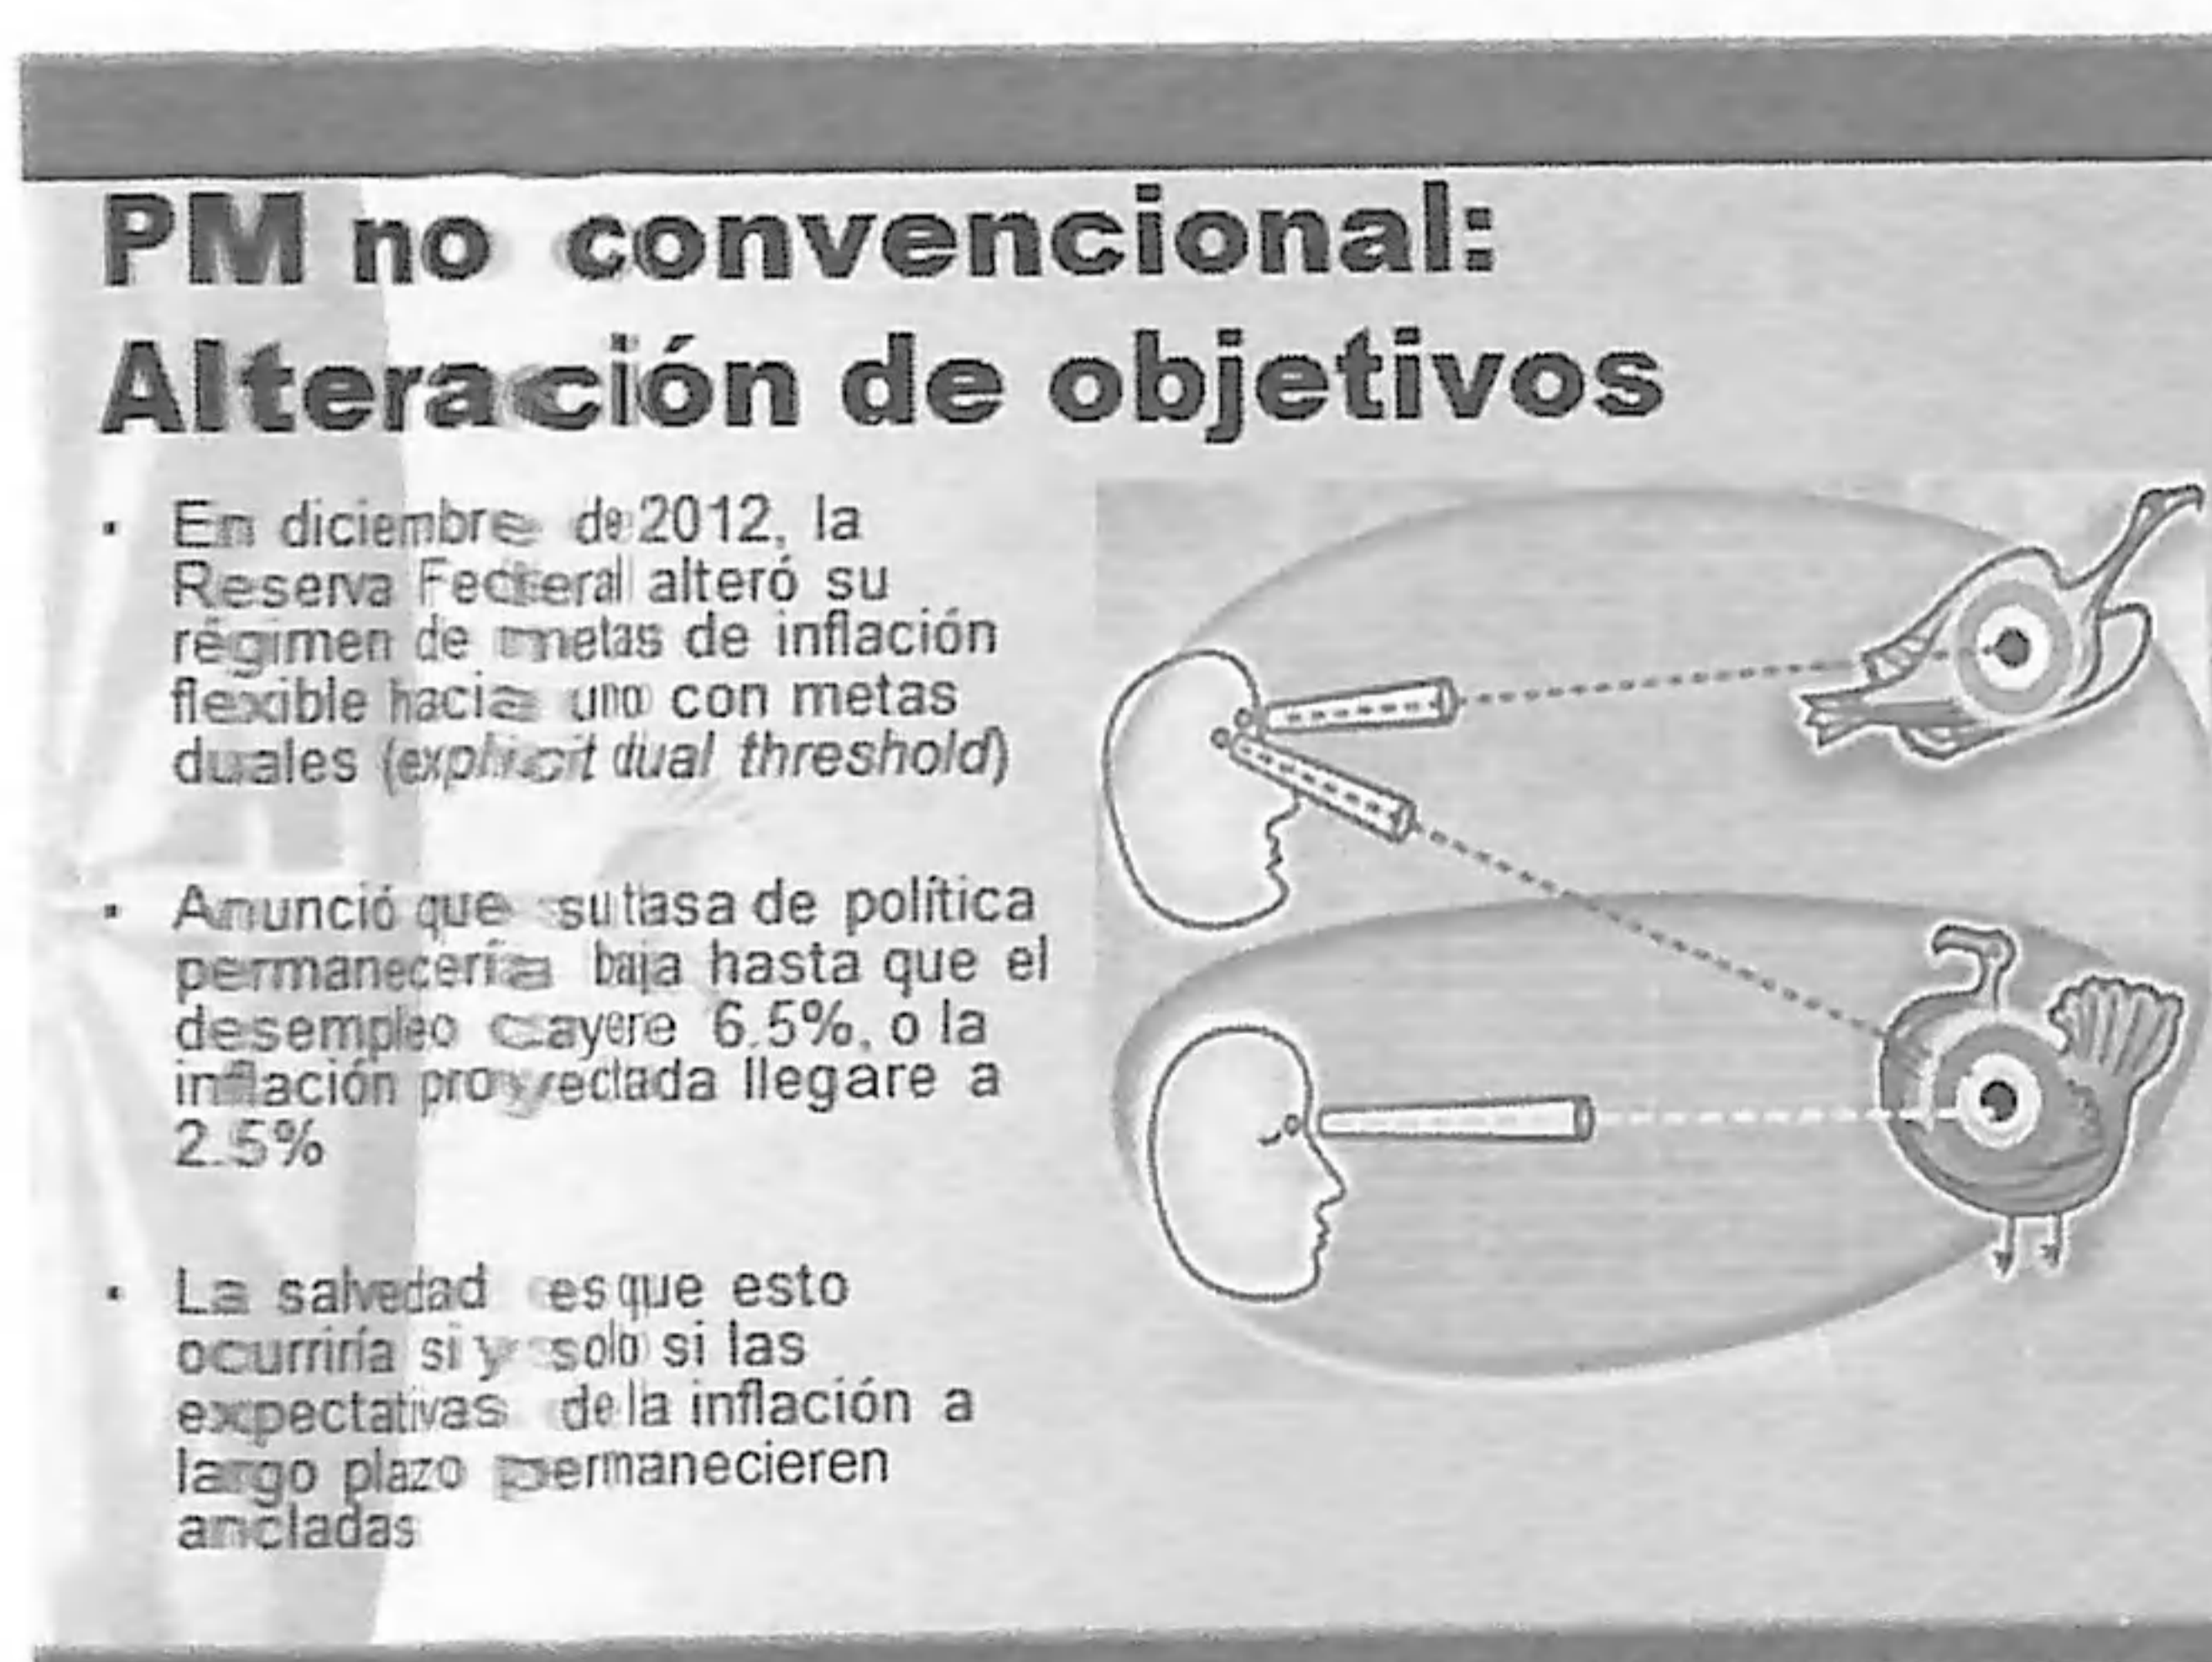 PM no convencional:
Alteración de objetivos
· En diciembre de 2012, la
Reserva Federal alteró su
régimen de metas de inflación
flexible hacia uno con metas
duales (explicit dual threshold)
· Anunció que su tasa de política
permanecería baja hasta que el
desempleo cayere 6.5%, o la
inflación proyectada llegare a
2.5%
· La salvedad es que esto
ocurriría si y solo si las
expectativas de la inflación a
largo plazo permanecieren
ancladas